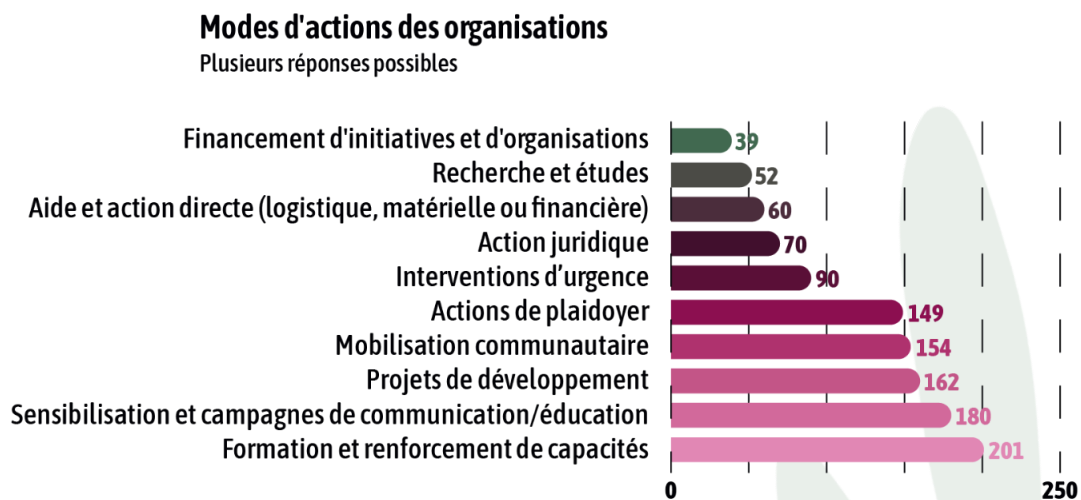 Modes d'actions des organisations
Plusieurs réponses possibles
Financement d'initiatives et d'organisations 39
Recherche et études 52
Aide et action directe (logistique, matérielle ou financière) 60
Action juridique 70
Interventions d’urgence 90
Actions de plaidoyer 149
Mobilisation communautaire 154
Projets de développement 162
Sensibilisation et campagnes de communication/éducation 180
Formation et renforcement de capacités 201
0 250